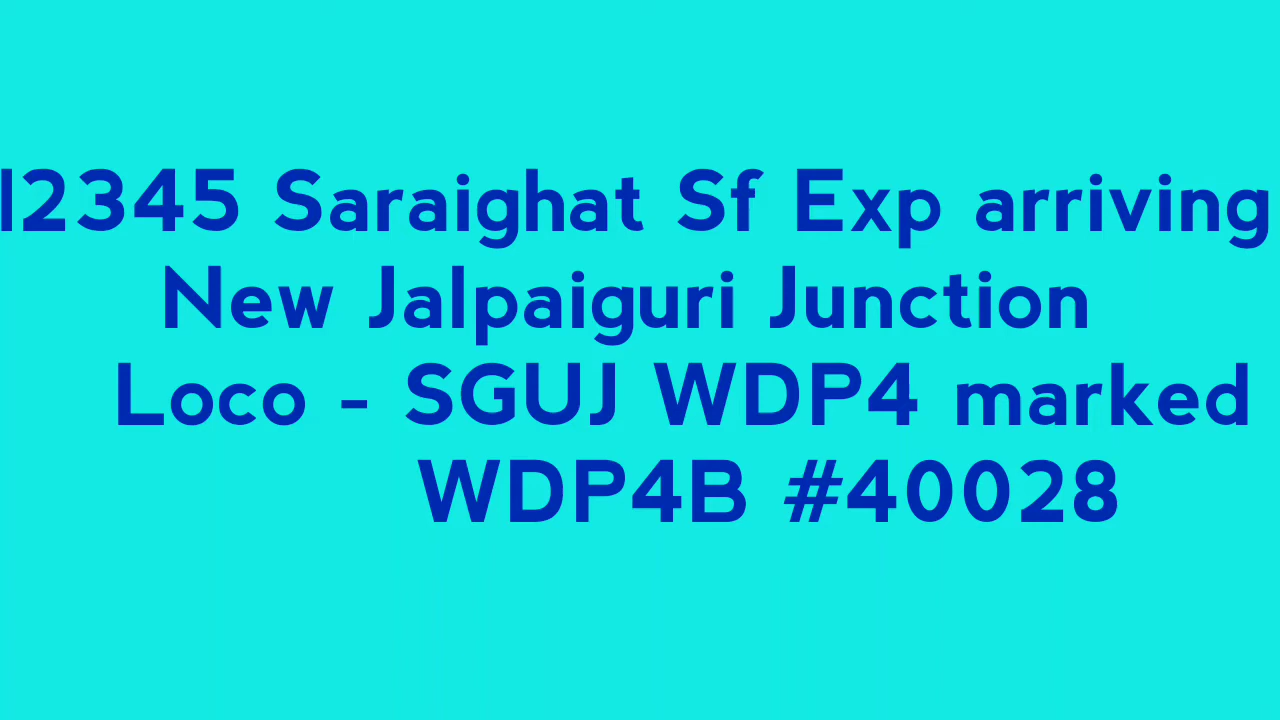 12345 Saraighat Sf Exp arriving
New Jalpaiguri Junction
Loco - SGUJ WDP4 marked
WDP4B #40028